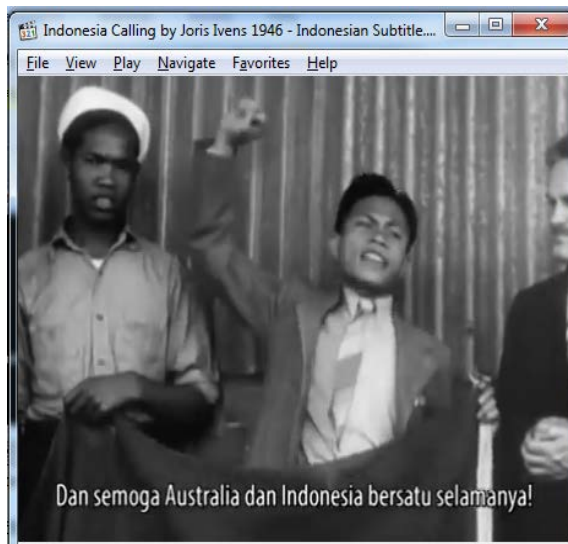 Indonesia Calling by Joris Ivens 1946 - Indonesian Subtitle....
File View Play Navigate Favorites Help
Dan semoga Australia dan Indonesia bersatu selamanya!